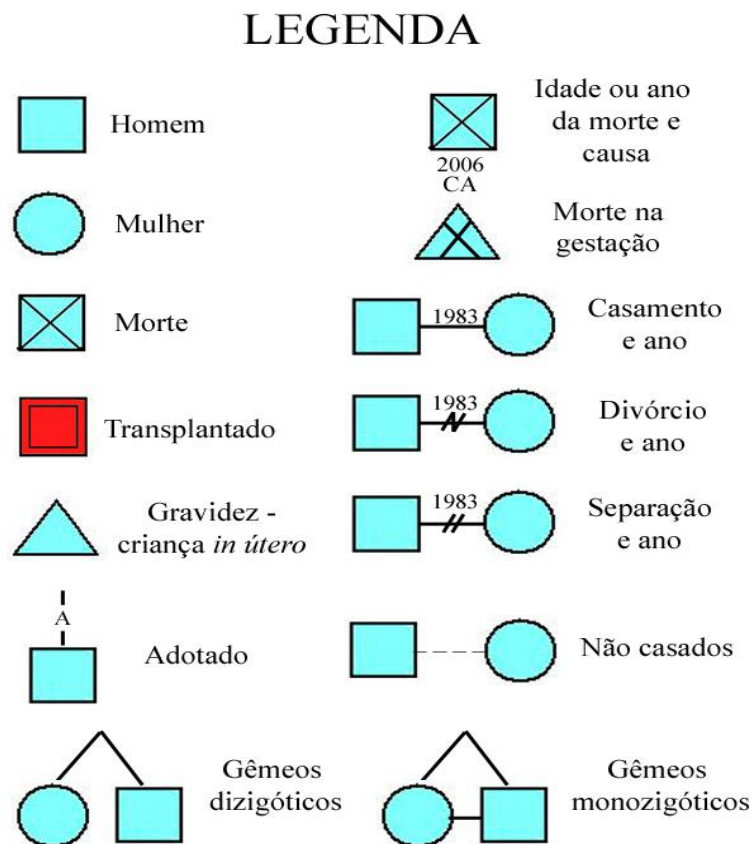 LEGENDA
Homem
Mulher
Morte
Transplantado
Gravidez -
criança in útero
A
Adotado
Gêmeos
dizigóticos
2006
CA
Idade ou ano
da morte e
causa
Morte na
gestação
1983
Casamento
e ano
1983
Divórcio
e ano
1983
Separação
e ano
Não casados
Gêmeos
monozigóticos